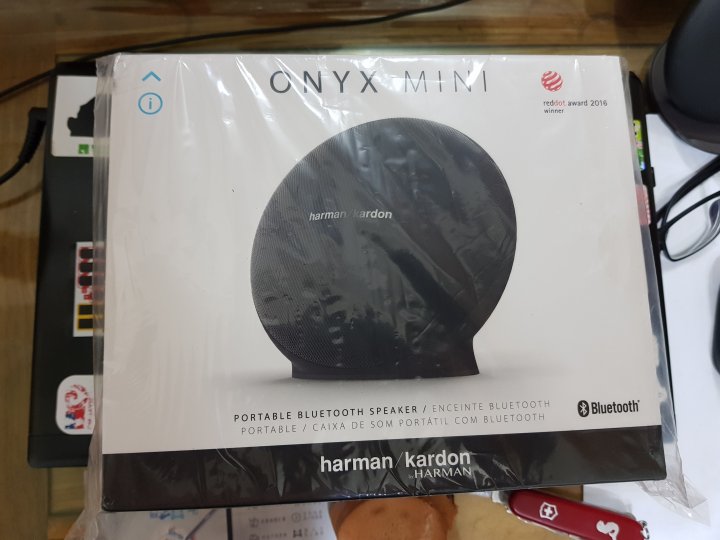 ONYX MINI
i
reddot award 2016
winner
harman/kardon
PORTABLE BLUETOOTH SPEAKER / ENCEINTE BLUETOOTH
PORTABLE / CAIXA DE SOM PORTÁTIL COM BLUETOOTH
Bluetooth®
harman/kardon
by HARMAN